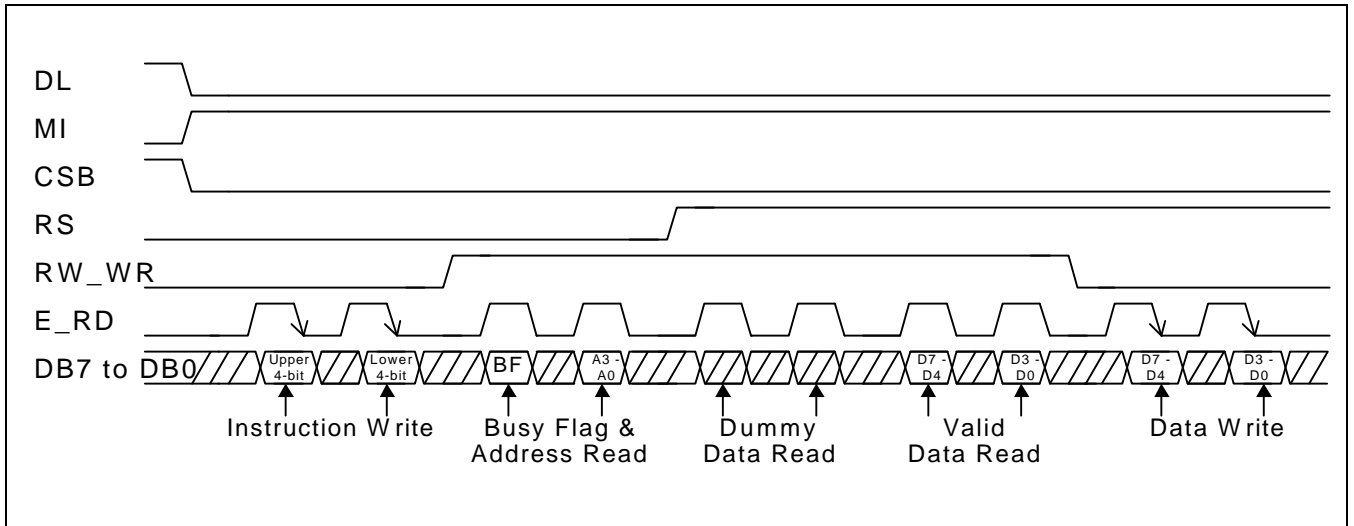 DL
MI
CSB
RS
RW_WR
E_RD
DB7 to DB0
Upper 4-bit
Lower 4-bit
BF
A3 - A0
D7 - D4
D3 - D0
D7 - D4
D3 - D0
Instruction Write
Busy Flag &
Address Read
Dummy
Data Read
Valid
Data Read
Data Write